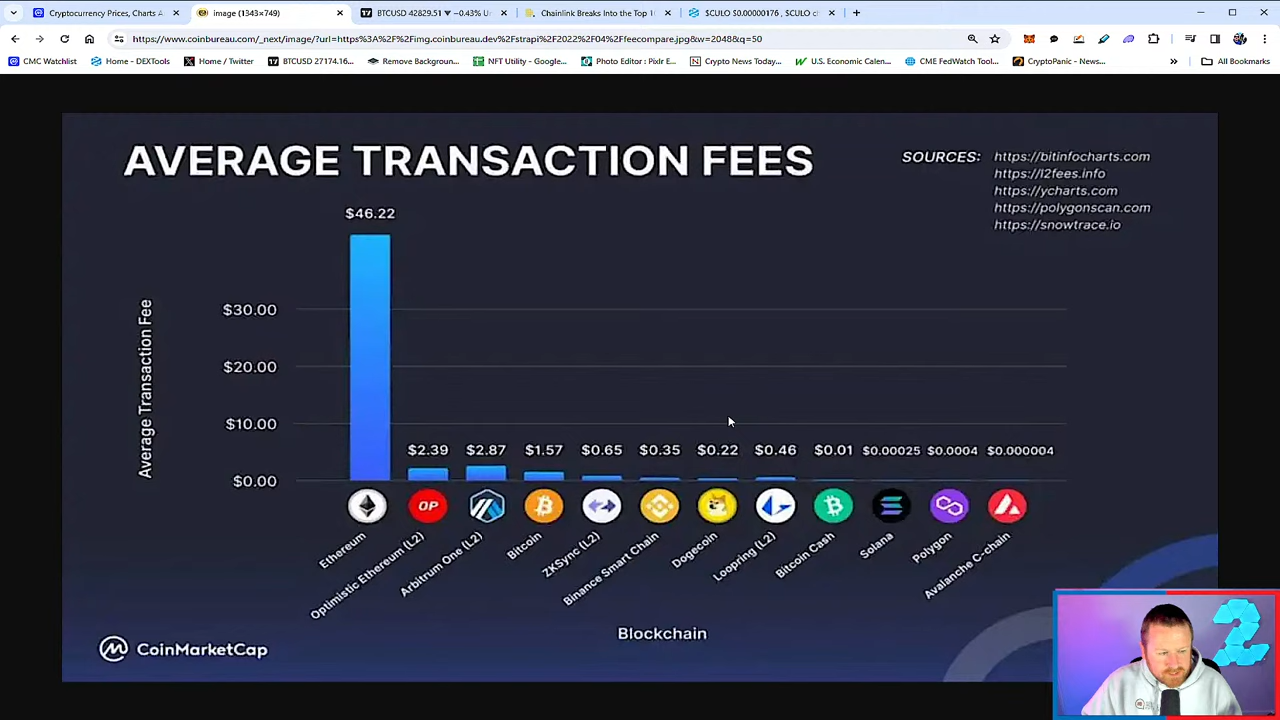 Cryptocurrency Prices, Charts A
image (1343×749)
BTCUSD 42829.51 ▼ −0.43% U
Chainlink Breaks Into the Top 1
$CULO $0.00000176 , $CULO c
https://www.coinbureau.com/_next/image/?url=https%3A%2F%2Fimg.coinbureau.dev%2Fstrapi%2F2022%2F04%2Ffeecompare.jpg&w=2048&q=50
CMC Watchlist
Home - DEXTools
Home / Twitter
BTCUSD 27174.16...
Remove Backgroun...
NFT Utility - Google...
Photo Editor : Pixlr E...
Crypto News Today...
U.S. Economic Calen...
CME FedWatch Tool...
CryptoPanic - News...
»
All Bookmarks
AVERAGE TRANSACTION FEES
SOURCES: https://bitinfocharts.com
https://l2fees.info
https://ycharts.com
https://polygonscan.com
https://snowtrace.io
$46.22
Average Transaction Fee
$30.00
$20.00
$10.00
$0.00
$2.39 $2.87 $1.57 $0.65 $0.35 $0.22 $0.46 $0.01 $0.00025 $0.0004 $0.000004
OP
Ethereum
Optimistic Ethereum (L2)
Arbitrum One (L2)
Bitcoin
ZKSync (L2)
Binance Smart Chain
Dogecoin
Loopring (L2)
Bitcoin Cash
Solana
Polygon
Avalanche C-chain
Blockchain
CoinMarketCap
2